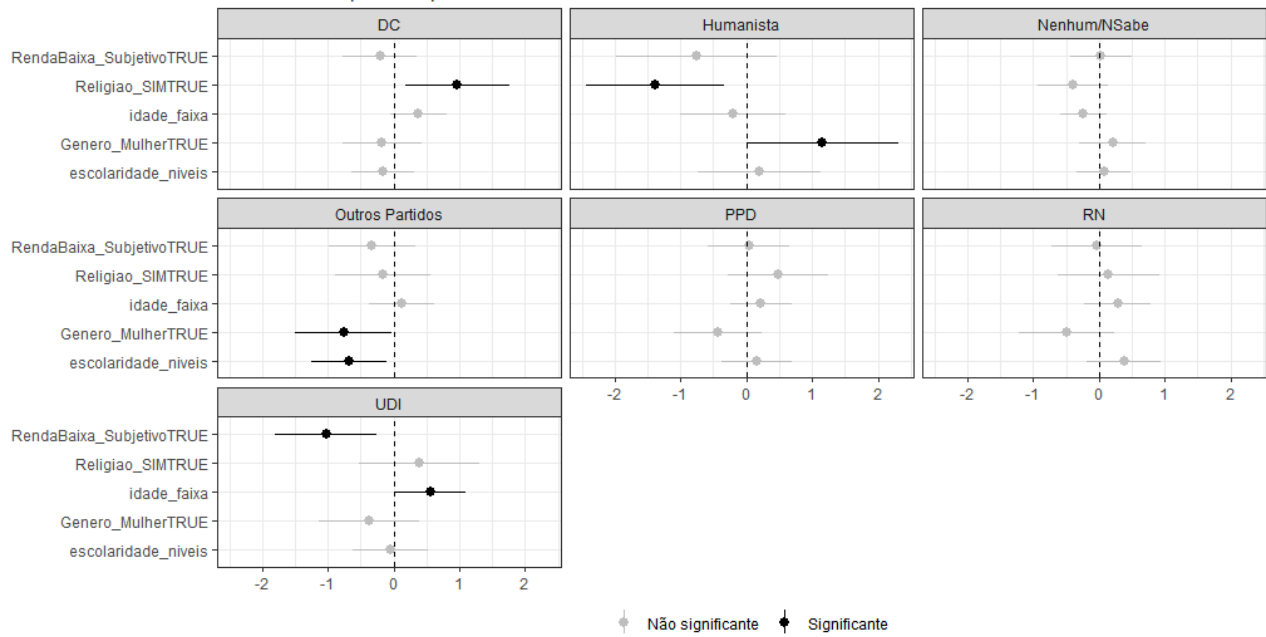 DC
Humanista
Nenhum/NSabe
RendaBaixa_SubjetivoTRUE
Religiao_SIMTRUE
idade_faixa
Genero_MulherTRUE
escolaridade_niveis
Outros Partidos
PPD
RN
RendaBaixa_SubjetivoTRUE
Religiao_SIMTRUE
idade_faixa
Genero_MulherTRUE
escolaridade_niveis
-2 -1 0 1 2
-2 -1 0 1 2
UDI
RendaBaixa_SubjetivoTRUE
Religiao_SIMTRUE
idade_faixa
Genero_MulherTRUE
escolaridade_niveis
-2 -1 0 1 2
Não significante Significante